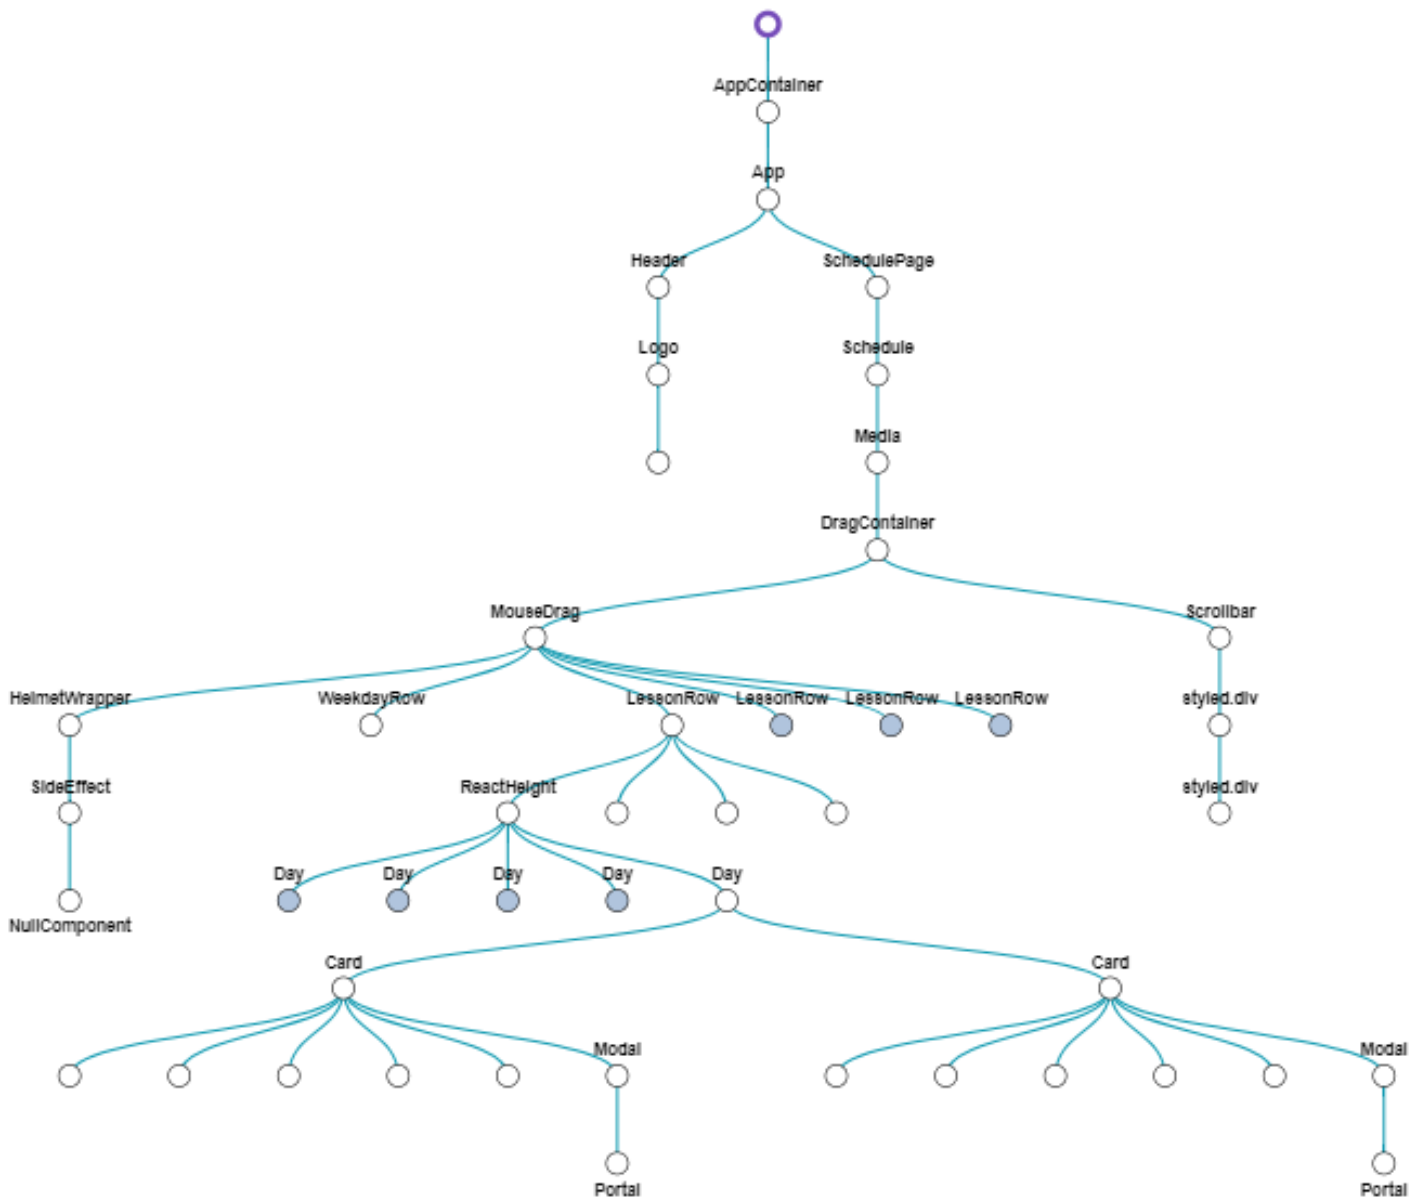 AppContainer
App
Header
SchedulePage
Logo
Schedule
Media
DragContainer
MouseDrag
Scrollbar
HelmetWrapper
WeekdayRow
LessonRow
LessonRow
LessonRow
LessonRow
styled.div
SideEffect
ReactHeight
styled.div
Day
Day
Day
Day
Day
NullComponent
Card
Card
Modal
Modal
Portal
Portal